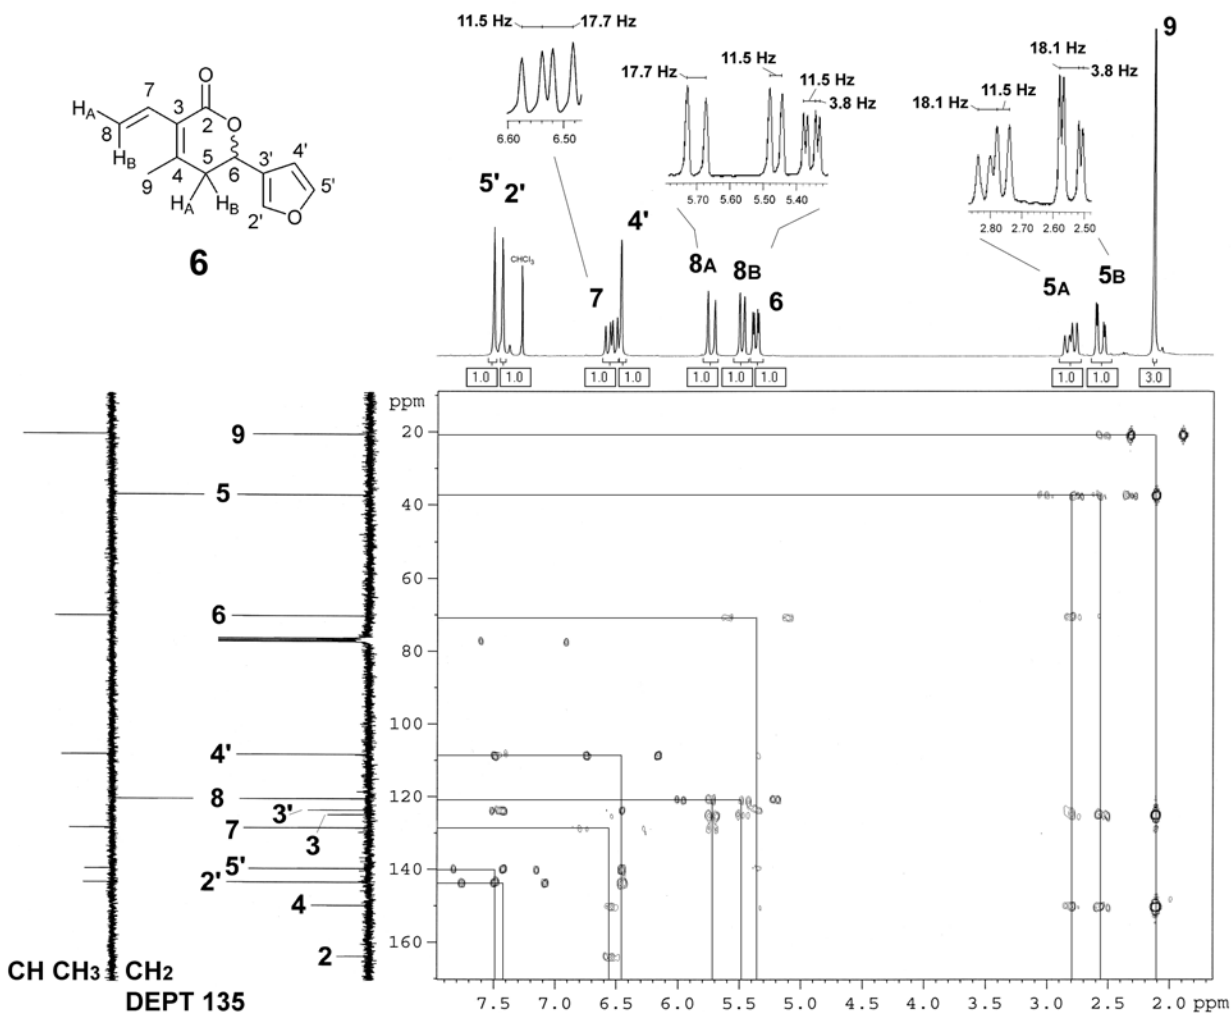 11.5 Hz 17.7 Hz
6.60 6.50
17.7 Hz 11.5 Hz 11.5 Hz 3.8 Hz
5.70 5.60 5.50 5.40
18.1 Hz 3.8 Hz
18.1 Hz 11.5 Hz
2.80 2.70 2.60 2.50
9
7 O
HA 8 3 2 O
HB 5 6 3' 4'
9 4 5'
HA HB 2' O
6
5' 2' CHCl3 7 4' 8A 8B 6 5A 5B
1.0 1.0 1.0 1.0 1.0 1.0 1.0 1.0 1.0 3.0
ppm
9 20
5 40
6 60
80
4' 100
8 120
3'
7
3
5' 140
2'
4
2 160
CH CH3 CH2
DEPT 135
7.5 7.0 6.5 6.0 5.5 5.0 4.5 4.0 3.5 3.0 2.5 2.0 ppm